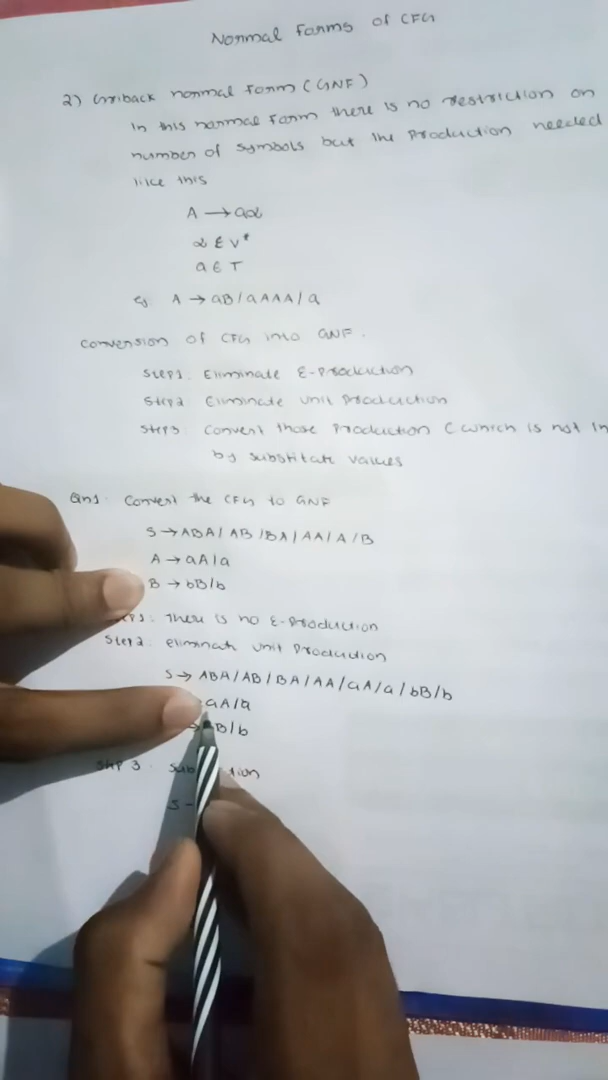 Normal Forms of CFG
2) Griback normal form (GNF)
In this normal form there is no restriction on
number of symbols but the production needed
like this
A → aα
α ∈ V*
a ∈ T
eg A → aB/aAAA/a
Conversion of CFG into GNF.
Step1: Eliminate ε-production
Step2 Eliminate unit production
Step3 Convert those production (which is not in
by substitute values
Qn1. Convert the CFG to GNF
S → ABA/AB/BA/AA/A/B
A → aA/a
B → bB/b
There is no ε-production
Step2: eliminate unit production
S → ABA/AB/BA/AA/aA/a/bB/b
aA/a
→ B/b
Step 3:
S -